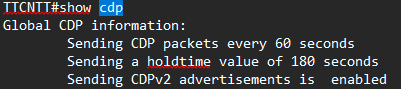 TTCNTT#show cdp
Global CDP information:
Sending CDP packets every 60 seconds
Sending a holdtime value of 180 seconds
Sending CDPv2 advertisements is  enabled